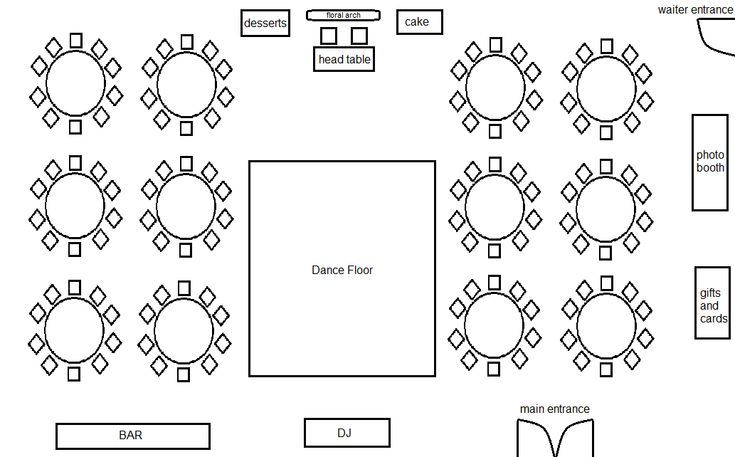 waiter entrance
desserts
floral arch
cake
head table
photo
booth
Dance Floor
gifts
and
cards
main entrance
BAR
DJ